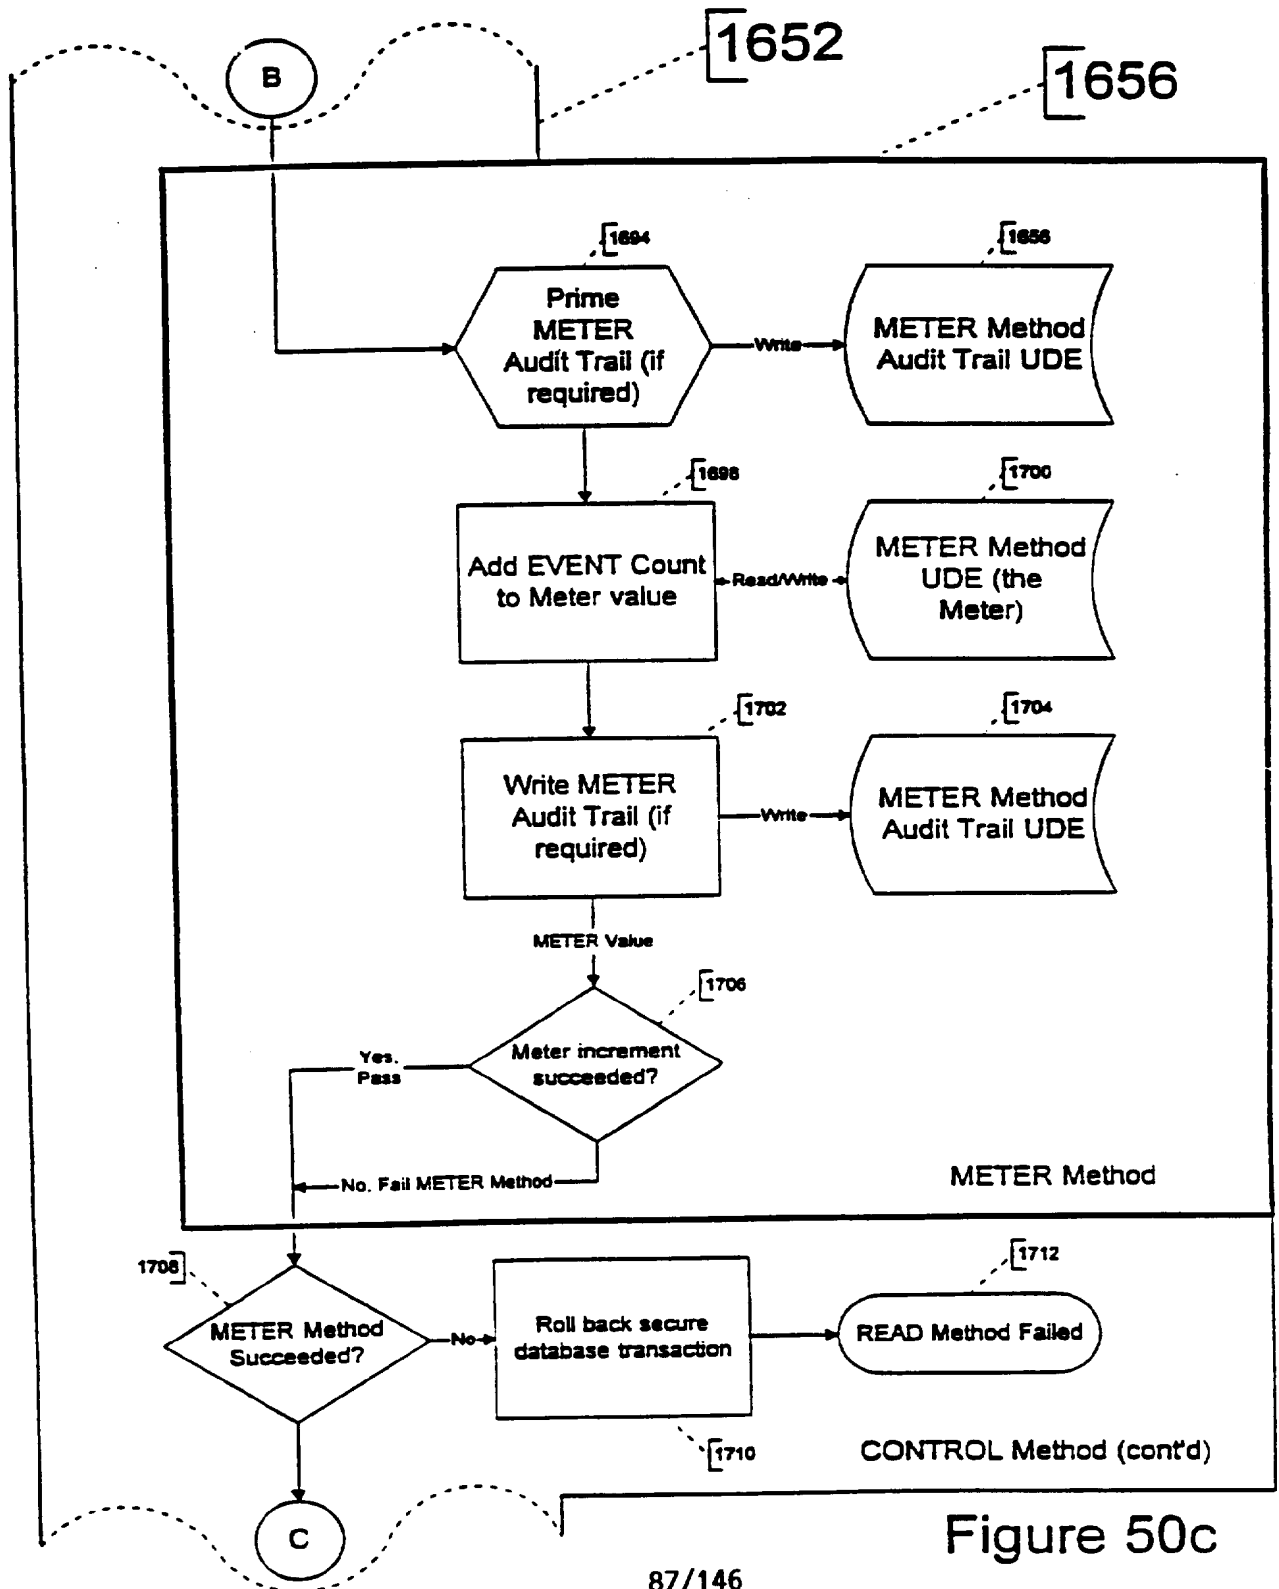 1652
1656
B
1694
1656
Prime
METER
Audit Trail (if
required)
Write
METER Method
Audit Trail UDE
1698
1700
Add EVENT Count
to Meter value
Read/Write
METER Method
UDE (the
Meter)
1702
1704
Write METER
Audit Trail (if
required)
Write
METER Method
Audit Trail UDE
METER Value
1706
Meter increment
succeeded?
Yes.
Pass
No. Fail METER Method
METER Method
1708
1712
METER Method
Succeeded?
No
Roll back secure
database transaction
READ Method Failed
1710
CONTROL Method (cont'd)
C
Figure 50c
87/146